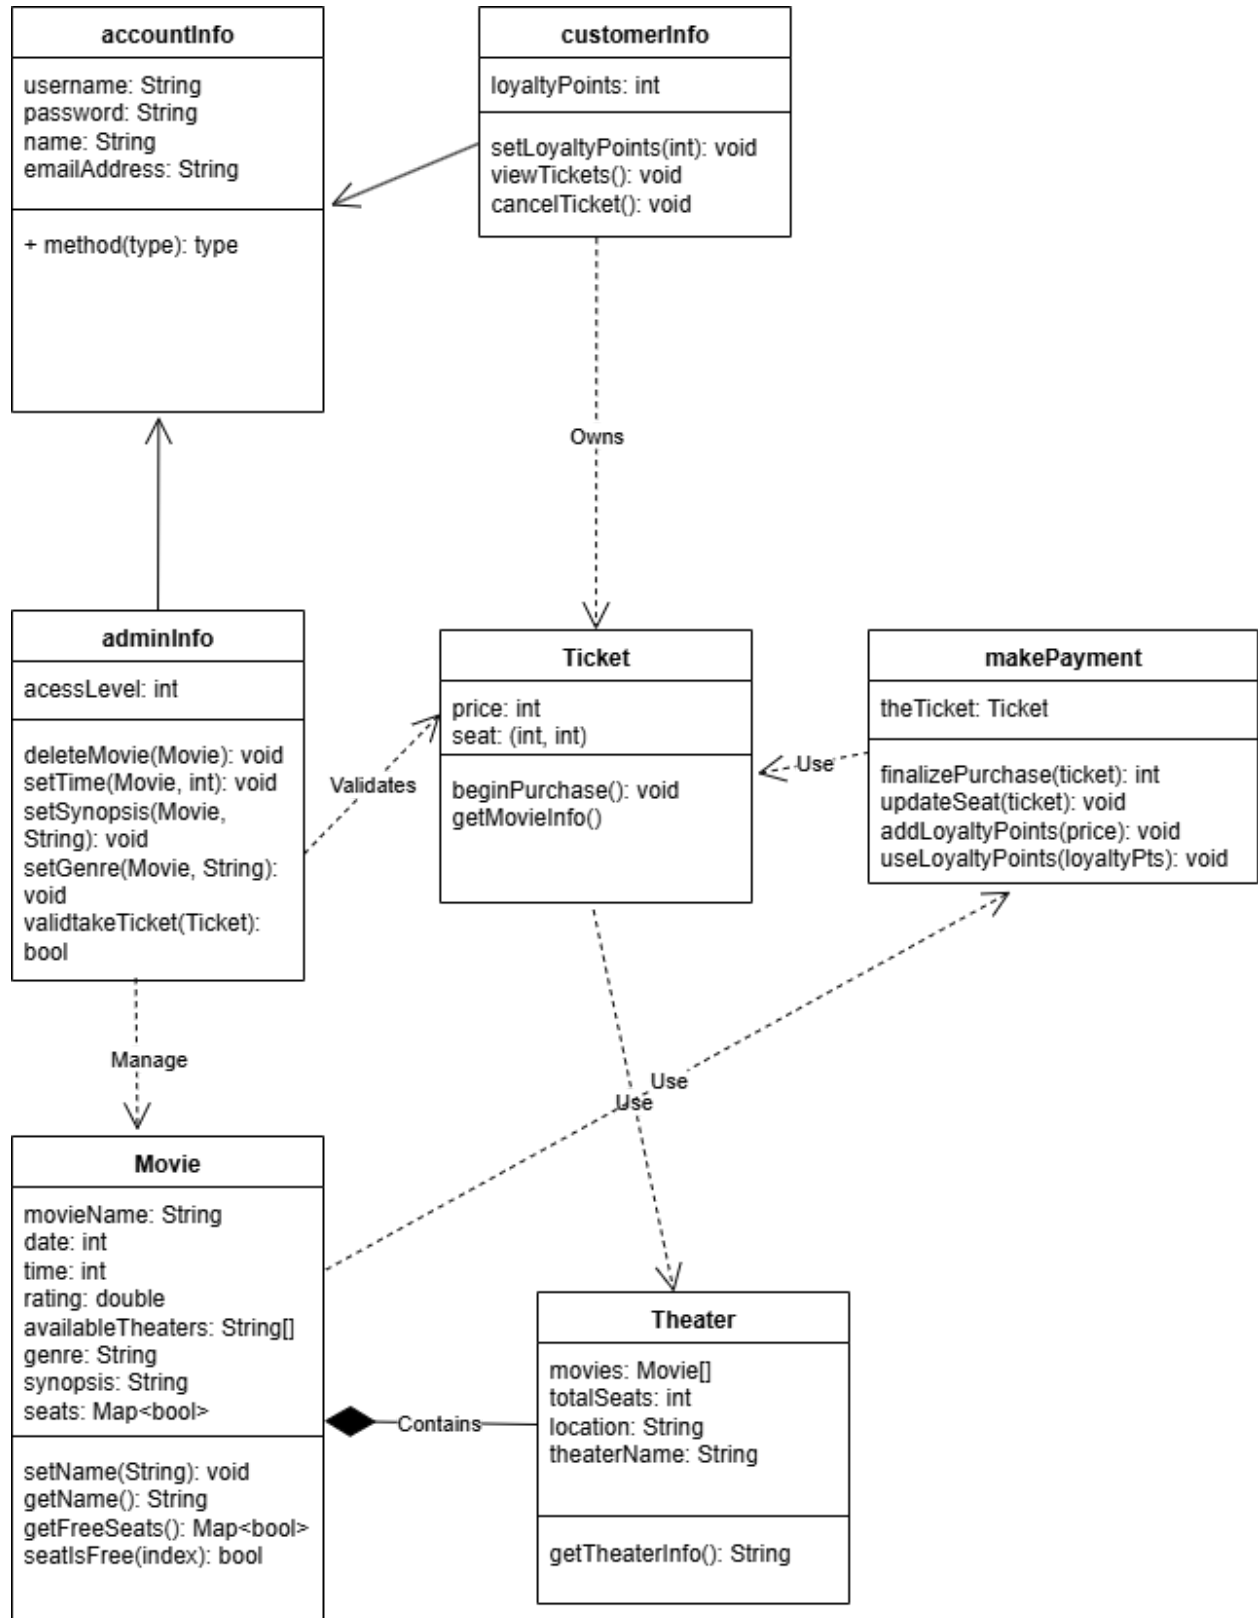 accountInfo
username: String
password: String
name: String
emailAddress: String
+ method(type): type
customerInfo
loyaltyPoints: int
setLoyaltyPoints(int): void
viewTickets(): void
cancelTicket(): void
Owns
adminInfo
acessLevel: int
deleteMovie(Movie): void
setTime(Movie, int): void
setSynopsis(Movie,
String): void
setGenre(Movie, String):
void
validtakeTicket(Ticket):
bool
Validates
Ticket
price: int
seat: (int, int)
beginPurchase(): void
getMovieInfo()
Use
makePayment
theTicket: Ticket
finalizePurchase(ticket): int
updateSeat(ticket): void
addLoyaltyPoints(price): void
useLoyaltyPoints(loyaltyPts): void
Manage
Use
Use
Movie
movieName: String
date: int
time: int
rating: double
availableTheaters: String[]
genre: String
synopsis: String
seats: Map<bool>
setName(String): void
getName(): String
getFreeSeats(): Map<bool>
seatIsFree(index): bool
Contains
Theater
movies: Movie[]
totalSeats: int
location: String
theaterName: String
getTheaterInfo(): String